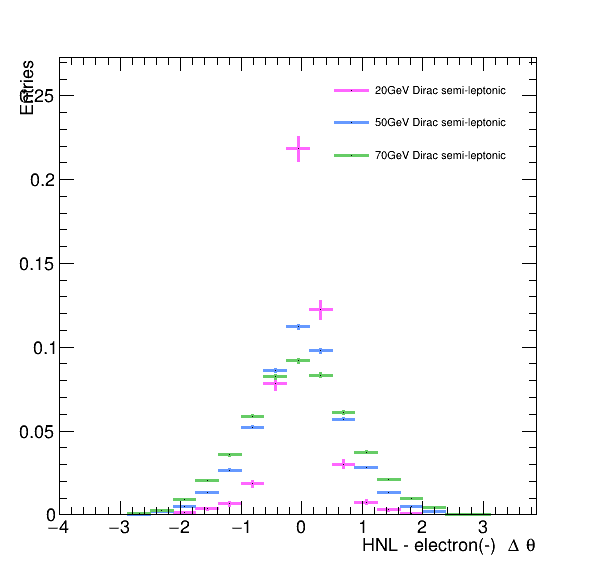 Entries
0.25
20GeV Dirac semi-leptonic
50GeV Dirac semi-leptonic
70GeV Dirac semi-leptonic
0.2
0.15
0.1
0.05
0
−4 −3 −2 −1 0 1 2 3
HNL - electron(-) Δ θ